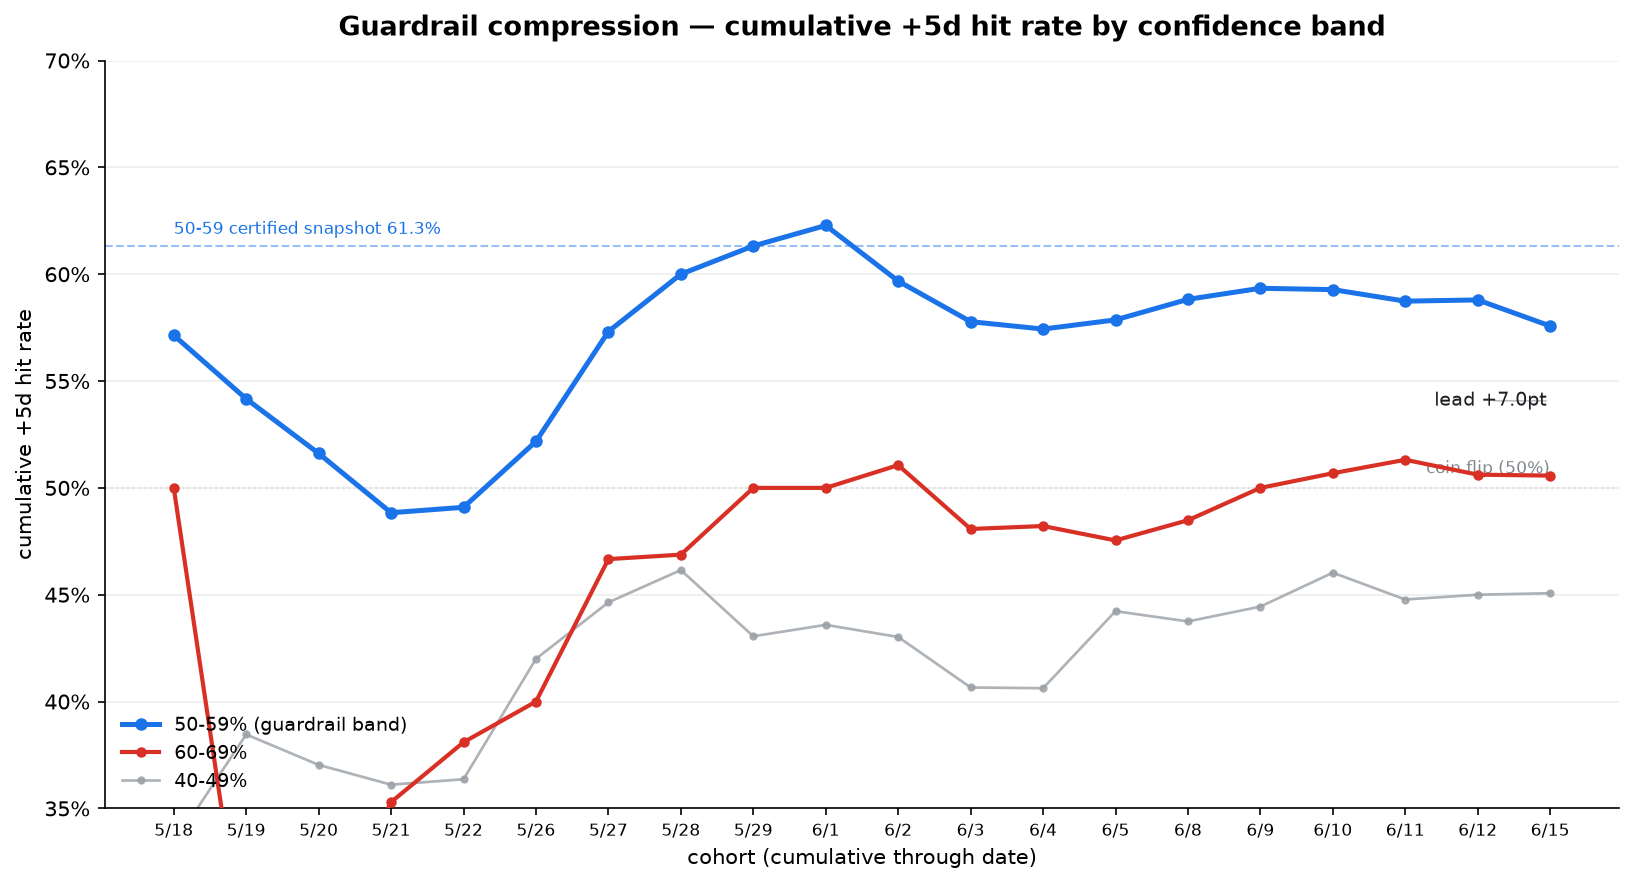 Guardrail compression — cumulative +5d hit rate by confidence band
cumulative +5d hit rate
70%
65%
60%
55%
50%
45%
40%
35%
50-59 certified snapshot 61.3%
lead +7.0pt
coin flip (50%)
50-59% (guardrail band)
60-69%
40-49%
5/18 5/19 5/20 5/21 5/22 5/26 5/27 5/28 5/29 6/1 6/2 6/3 6/4 6/5 6/8 6/9 6/10 6/11 6/12 6/15
cohort (cumulative through date)